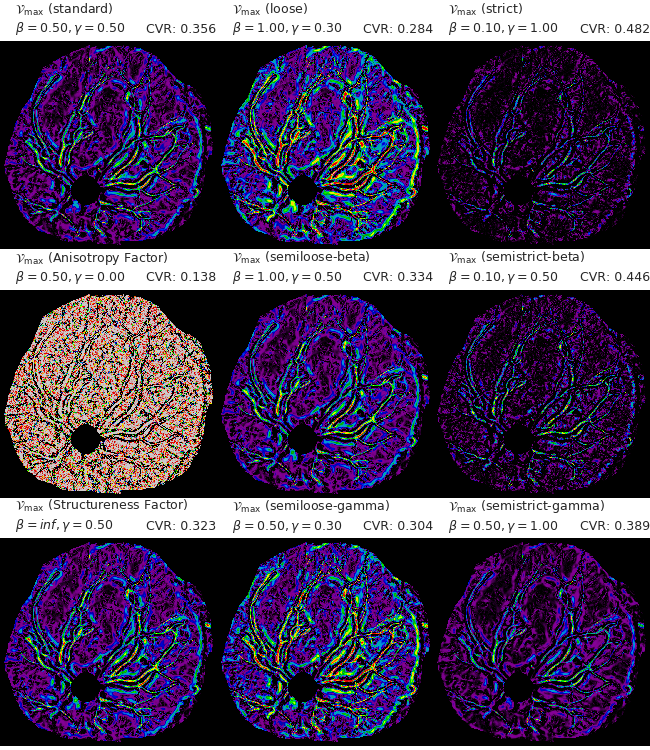 𝒱max (standard) 𝒱max (loose) 𝒱max (strict)
β = 0.50, γ = 0.50 CVR: 0.356 β = 1.00, γ = 0.30 CVR: 0.284 β = 0.10, γ = 1.00 CVR: 0.482
𝒱max (Anisotropy Factor) 𝒱max (semiloose-beta) 𝒱max (semistrict-beta)
β = 0.50, γ = 0.00 CVR: 0.138 β = 1.00, γ = 0.50 CVR: 0.334 β = 0.10, γ = 0.50 CVR: 0.446
𝒱max (Structureness Factor) 𝒱max (semiloose-gamma) 𝒱max (semistrict-gamma)
β = inf, γ = 0.50 CVR: 0.323 β = 0.50, γ = 0.30 CVR: 0.304 β = 0.50, γ = 1.00 CVR: 0.389